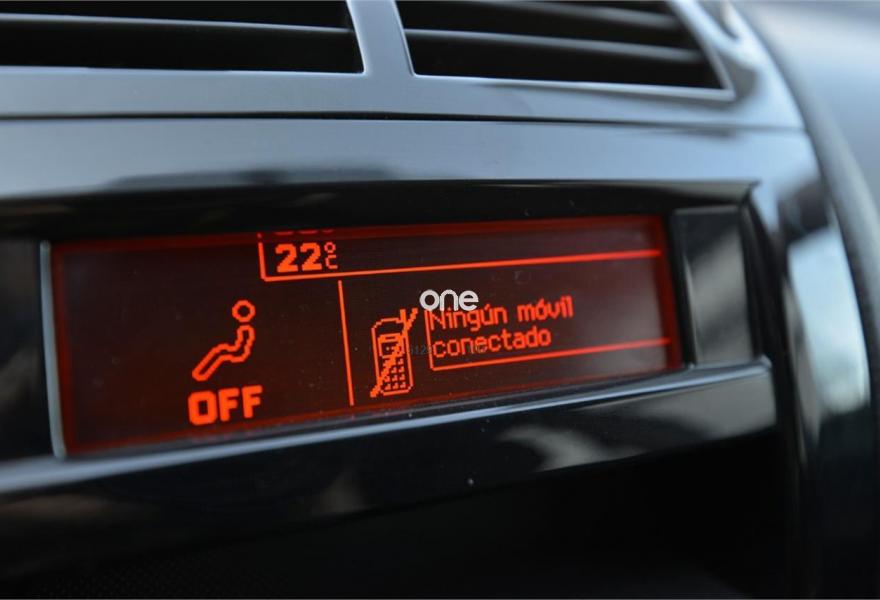 22°C
one
Ningún móvil
conectado
OFF